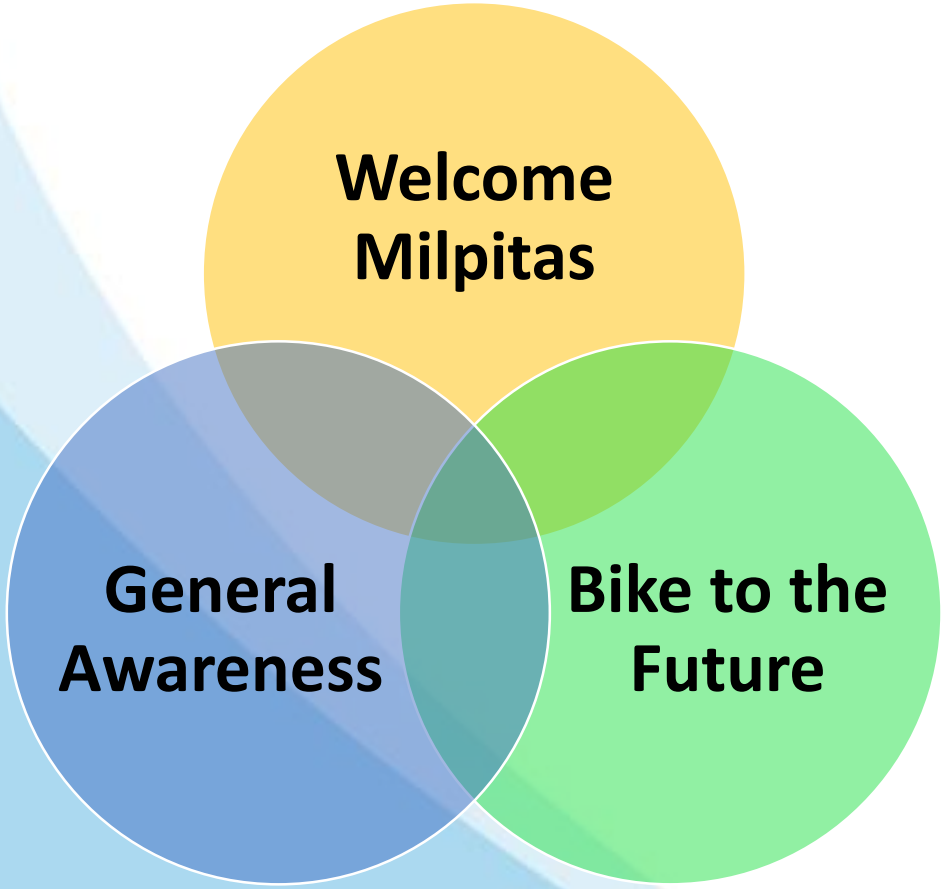 Welcome
Milpitas
General
Awareness
Bike to the
Future